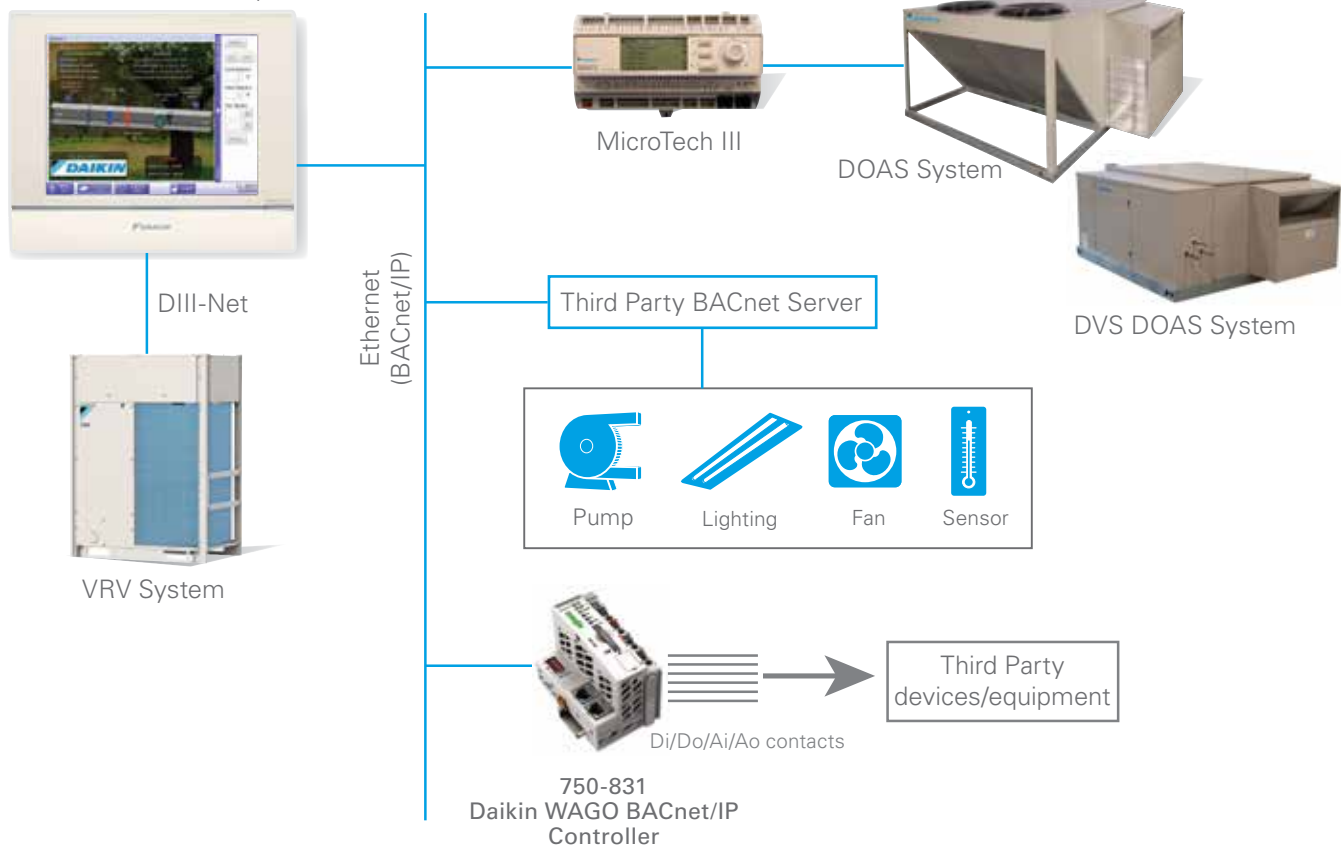 DAIKIN
DAIKIN
MicroTech III
DOAS System
DVS DOAS System
DIII-Net
Ethernet
(BACnet/IP)
Third Party BACnet Server
Pump
Lighting
Fan
Sensor
VRV System
Third Party
devices/equipment
Di/Do/Ai/Ao contacts
750-831
Daikin WAGO BACnet/IP
Controller